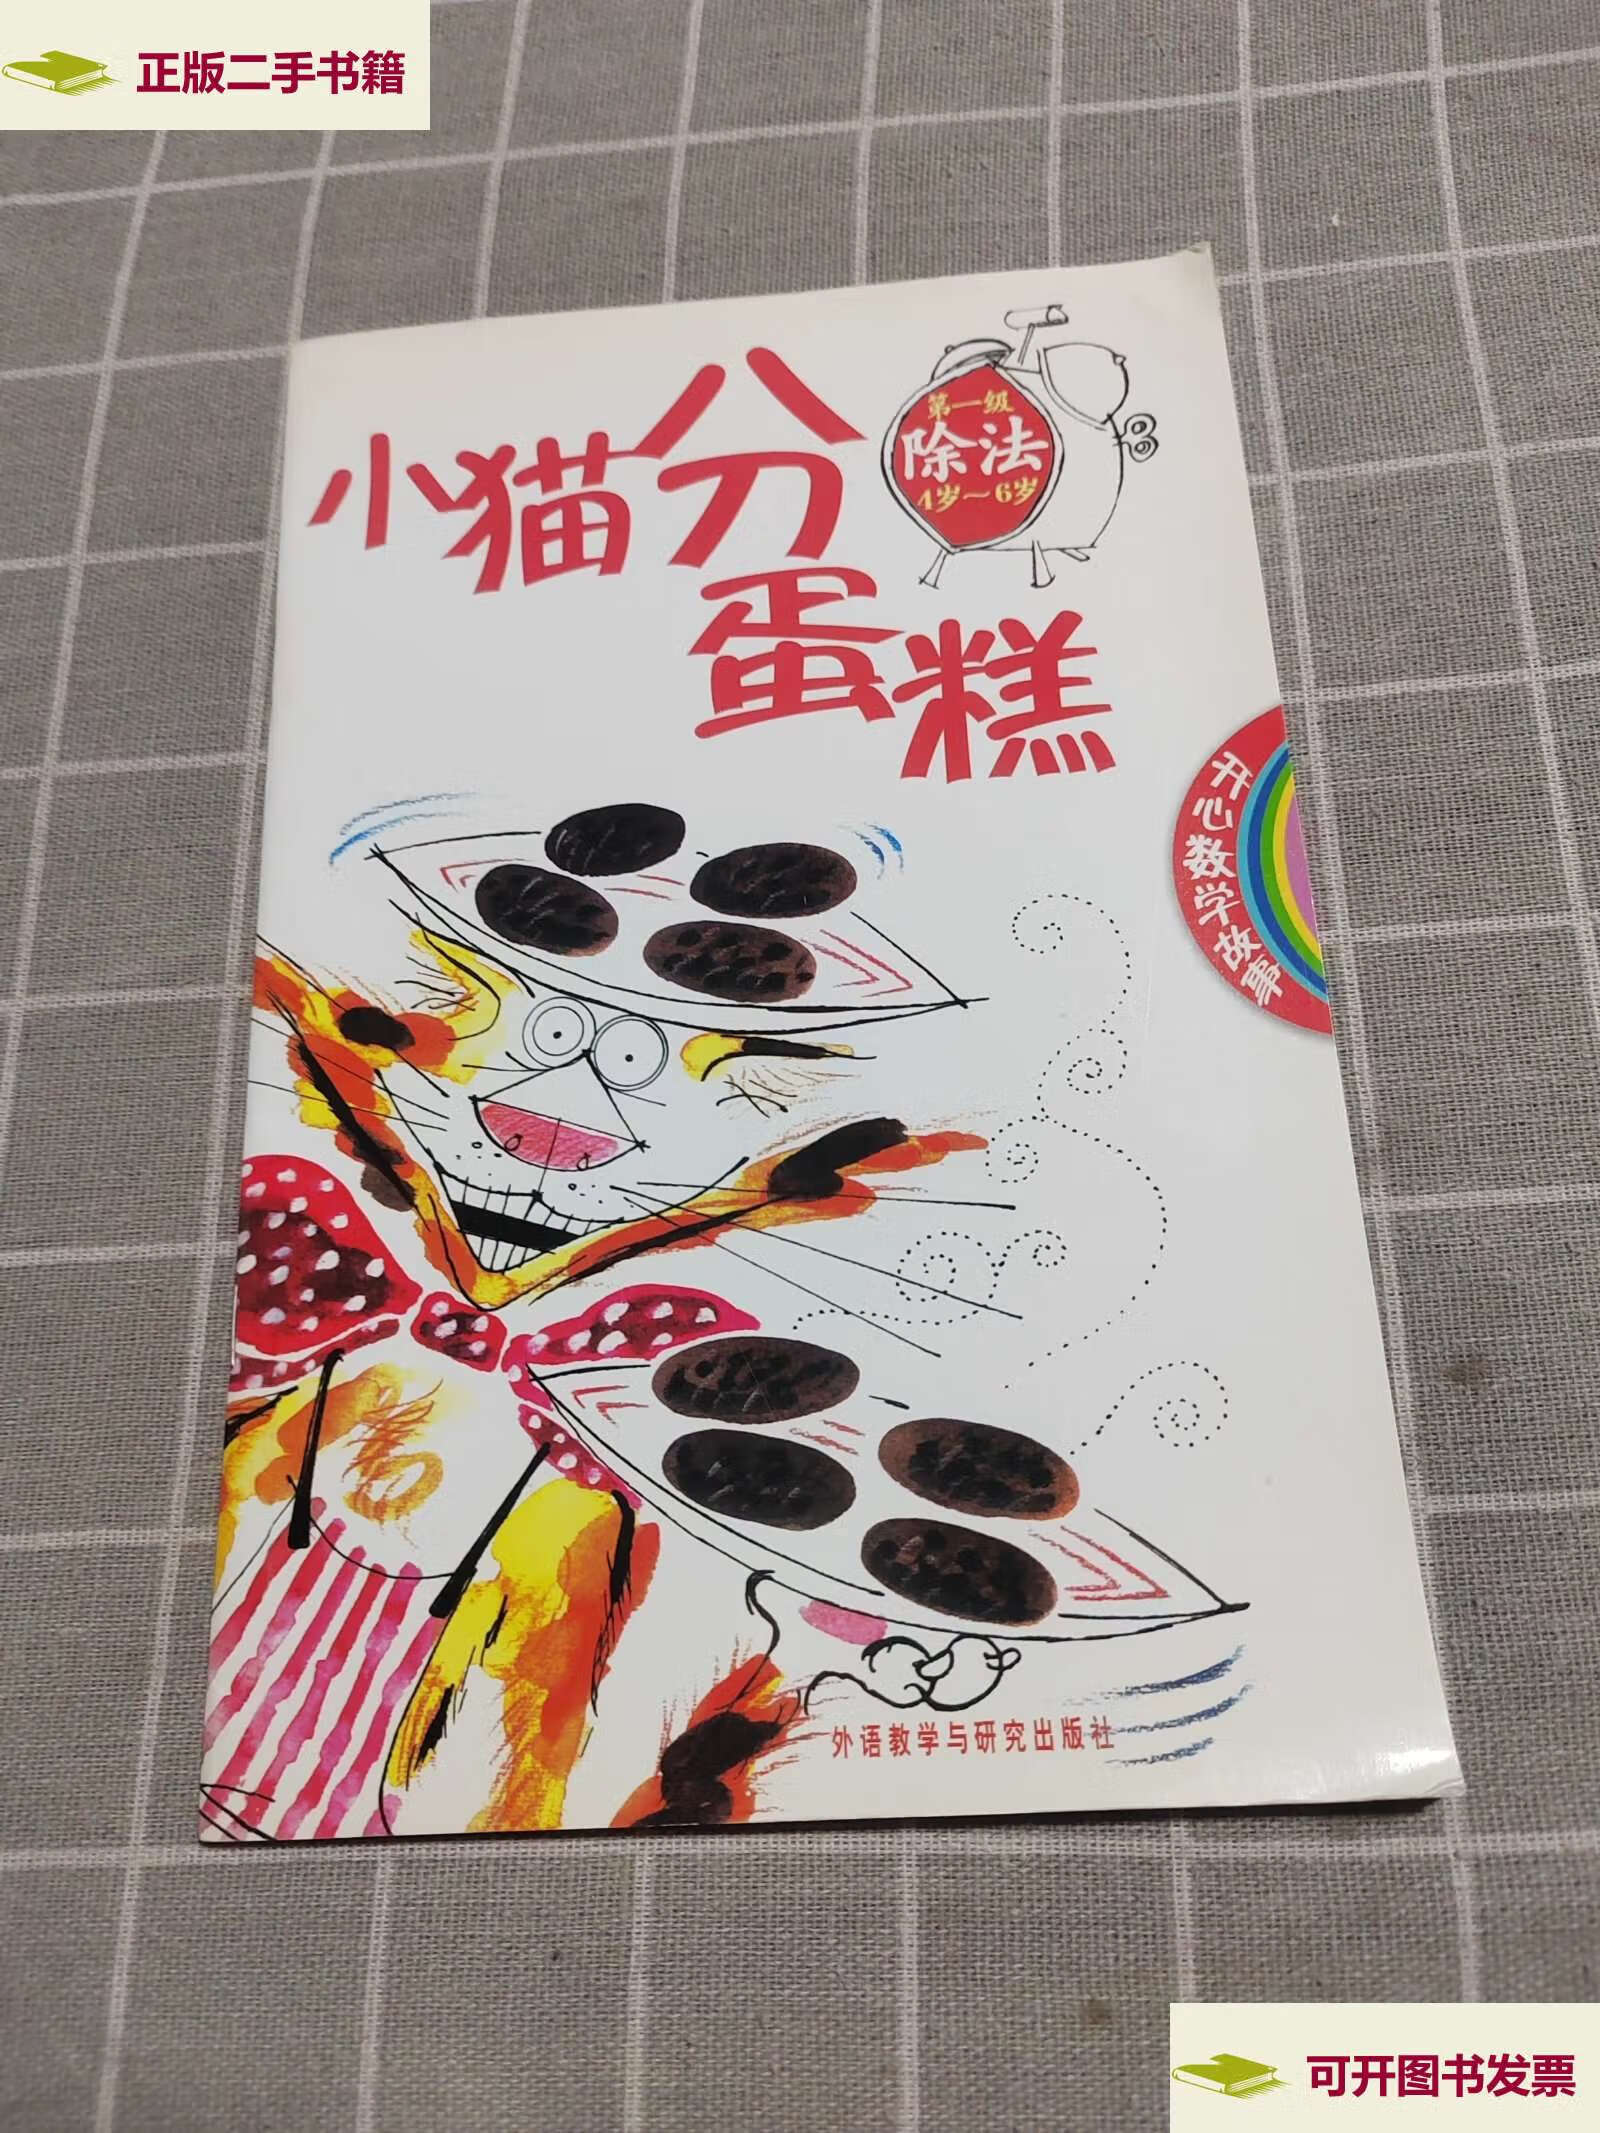 正版二手书籍
第一级
除法
4岁～6岁
小猫分
蛋糕
开心数学故事
外语教学与研究出版社
可开图书发票